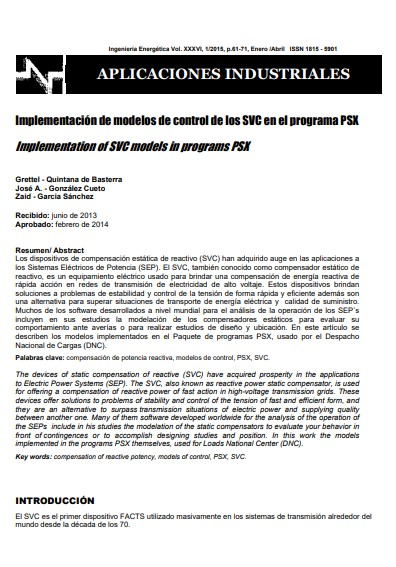 Ingeniería Energética Vol. XXXVI, 1/2015, p.61-71, Enero /Abril ISSN 1815 - 5901
APLICACIONES INDUSTRIALES
Implementación de modelos de control de los SVC en el programa PSX
Implementation of SVC models in programs PSX
Grettel - Quintana de Basterra
José A. - González Cueto
Zaid - Garcia Sánchez
Recibido: junio de 2013
Aprobado: febrero de 2014
Resumen/ Abstract
Los dispositivos de compensación estática de reactivo (SVC) han adquirido auge en las aplicaciones a
los Sistemas Eléctricos de Potencia (SEP). El SVC, también conocido como compensador estático de
reactivo, es un equipamiento eléctrico usado para brindar una compensación de energía reactiva de
rápida acción en redes de transmisión de electricidad de alto voltaje. Estos dispositivos brindan
soluciones a problemas de estabilidad y control de la tensión de forma rápida y eficiente además son
una alternativa para superar situaciones de transporte de energía eléctrica y calidad de suministro.
Muchos de los software desarrollados a nivel mundial para el análisis de la operación de los SEP´s
incluyen en sus estudios la modelación de los compensadores estáticos para evaluar su
comportamiento ante averías o para realizar estudios de diseño y ubicación. En este artículo se
describen los modelos implementados en el Paquete de programas PSX, usado por el Despacho
Nacional de Cargas (DNC).
Palabras clave: compensación de potencia reactiva, modelos de control, PSX, SVC.
The devices of static compensation of reactive (SVC) have acquired prosperity in the applications
to Electric Power Systems (SEP). The SVC, also known as reactive power static compensator, is used
for offering a compensation of reactive power of fast action in high-voltage transmission grids. These
devices offer solutions to problems of stability and control of the tension of fast and efficient form, and
they are an alternative to surpass transmission situations of electric power and supplying quality
between another one. Many of them software developed worldwide for the analysis of the operation of
the SEPs include in his studies the modelation of the static compensators to evaluate your behavior in
front of contingences or to accomplish designing studies and position. In this work the models
implemented in the programs PSX themselves, used for Loads National Center (DNC).
Key words: compensation of reactive potency, models of control, PSX, SVC.
INTRODUCCIÓN
El SVC es el primer dispositivo FACTS utilizado masivamente en los sistemas de transmisión alrededor del
mundo desde la década de los 70.